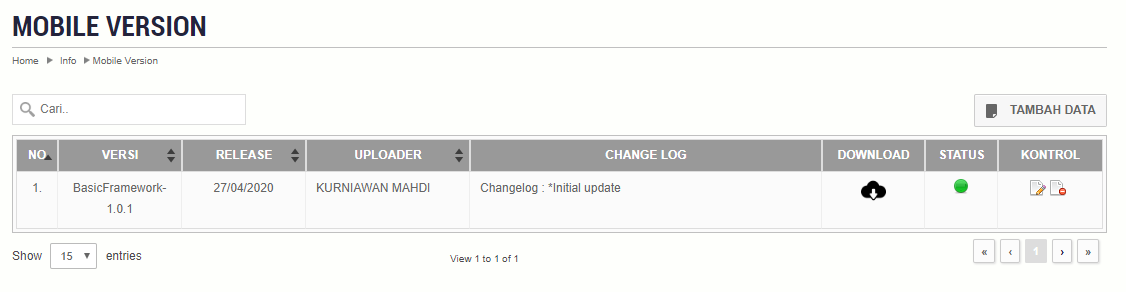 MOBILE VERSION
Home Info Mobile Version
Cari..
TAMBAH DATA
NO. VERSI RELEASE UPLOADER CHANGE LOG DOWNLOAD STATUS KONTROL
1. BasicFramework- 27/04/2020 KURNIAWAN MAHDI Changelog : *Initial update
1.0.1
Show 15 entries
View 1 to 1 of 1
« ‹ 1 › »